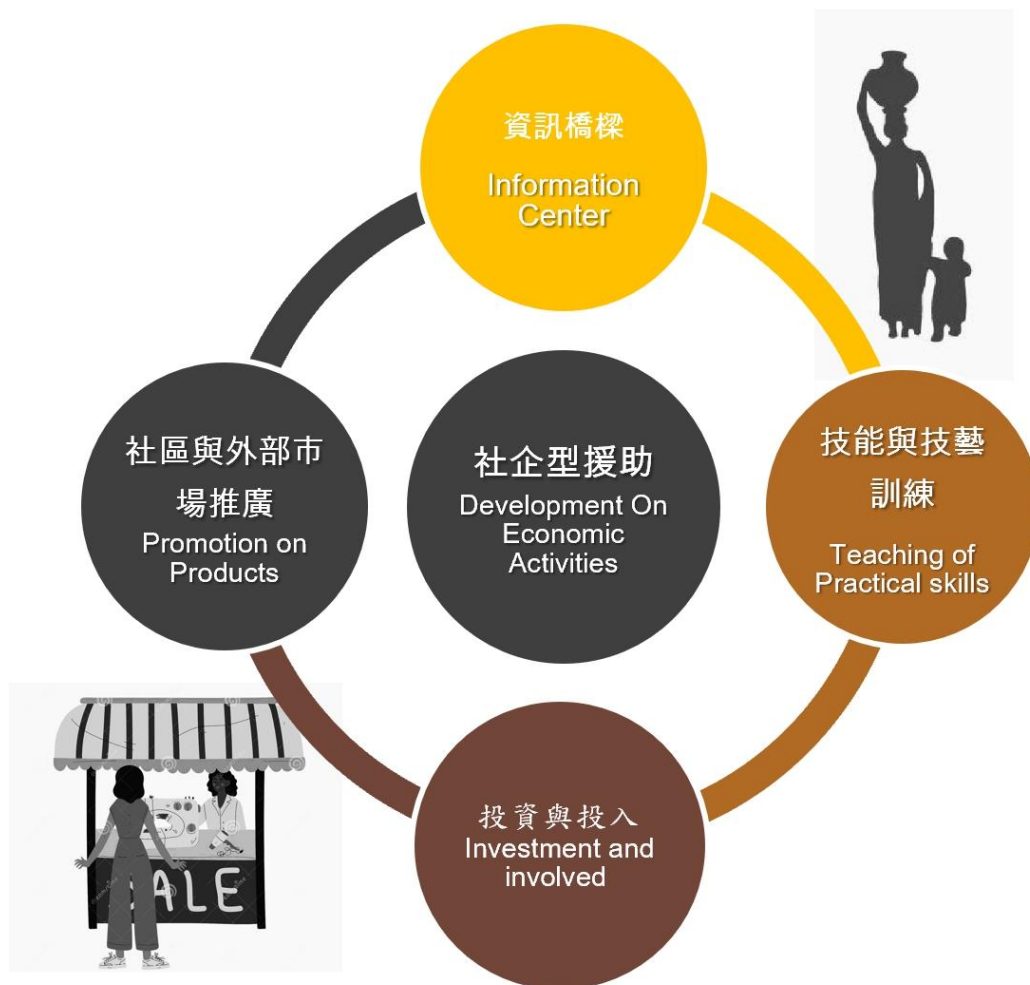 資訊橋樑
Information
Center
社區與外部市
場推廣
Promotion on
Products
社企型援助
Development On
Economic
Activities
技能與技藝
訓練
Teaching of
Practical skills
投資與投入
Investment and
involved
SALE